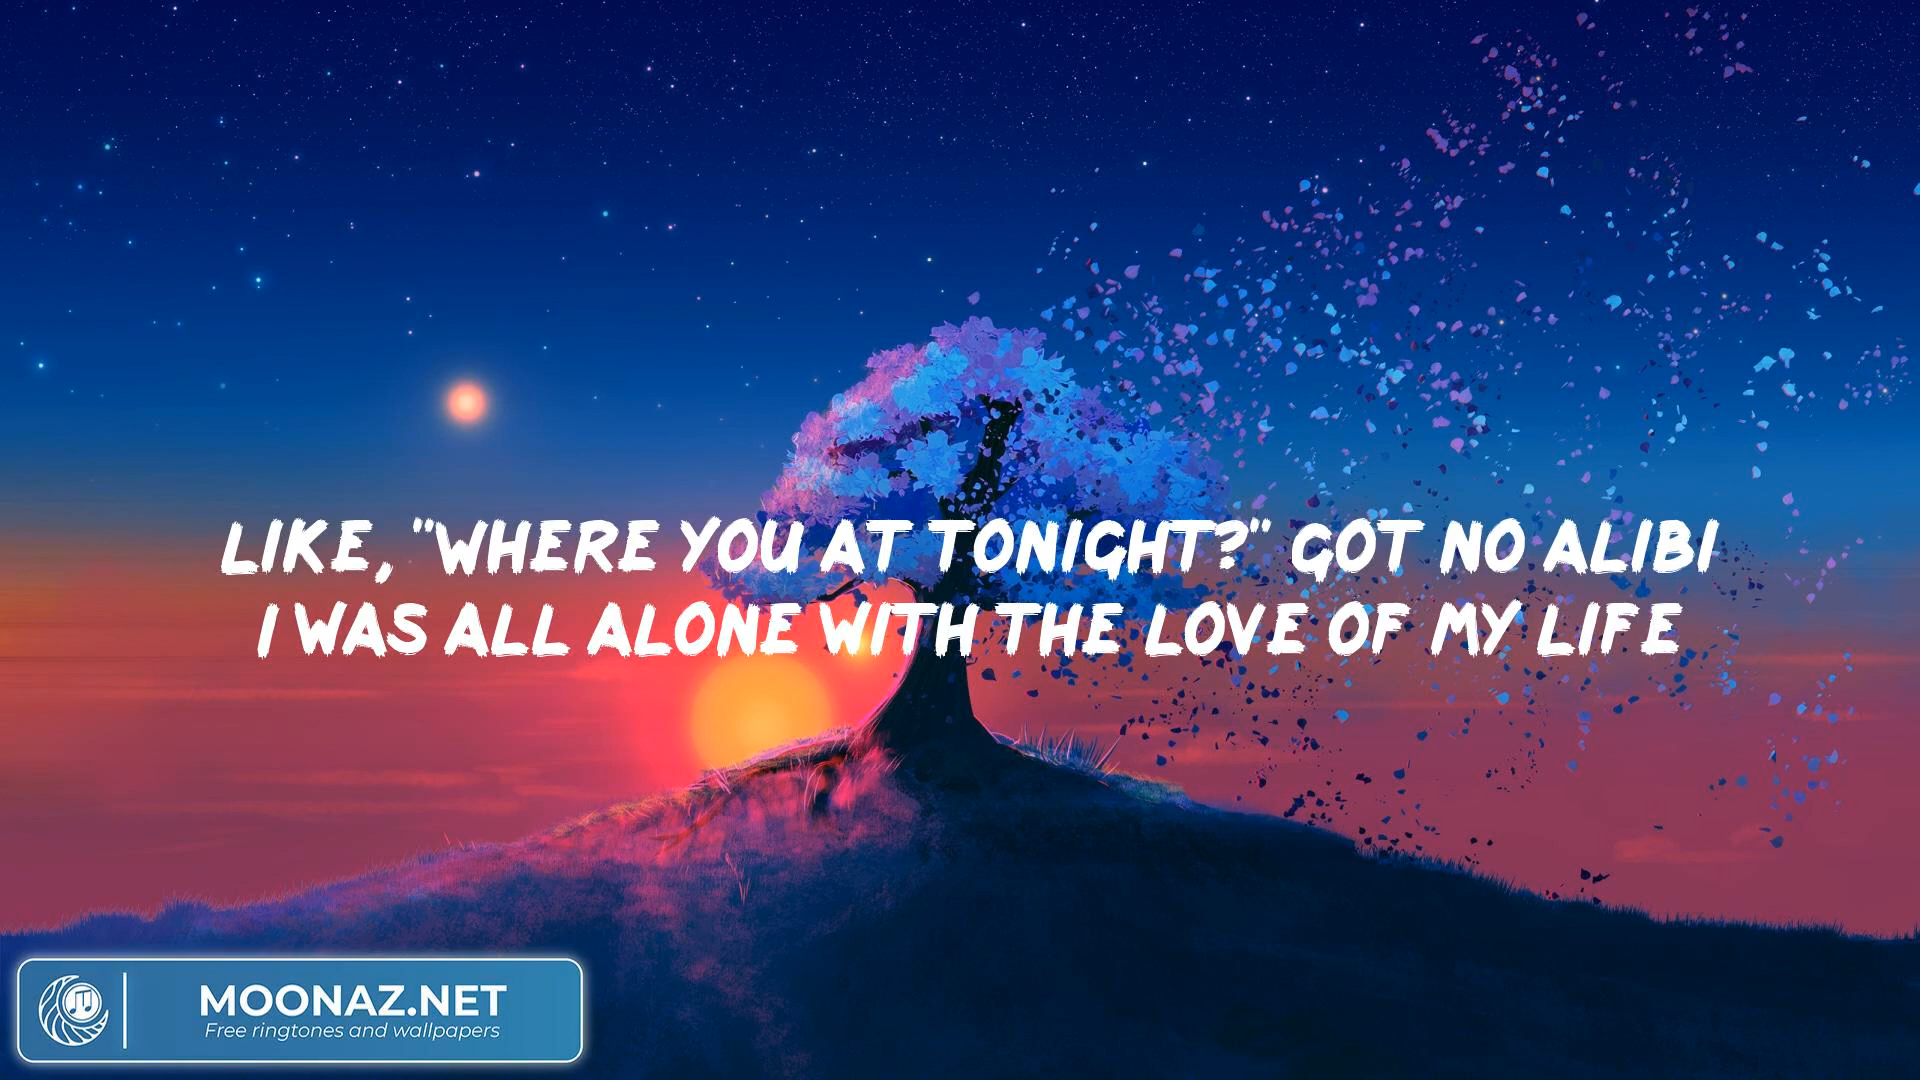 LIKE, "WHERE YOU AT TONIGHT?" GOT NO ALIBI
I WAS ALL ALONE WITH THE LOVE OF MY LIFE
MOONAZ.NET
Free ringtones and wallpapers